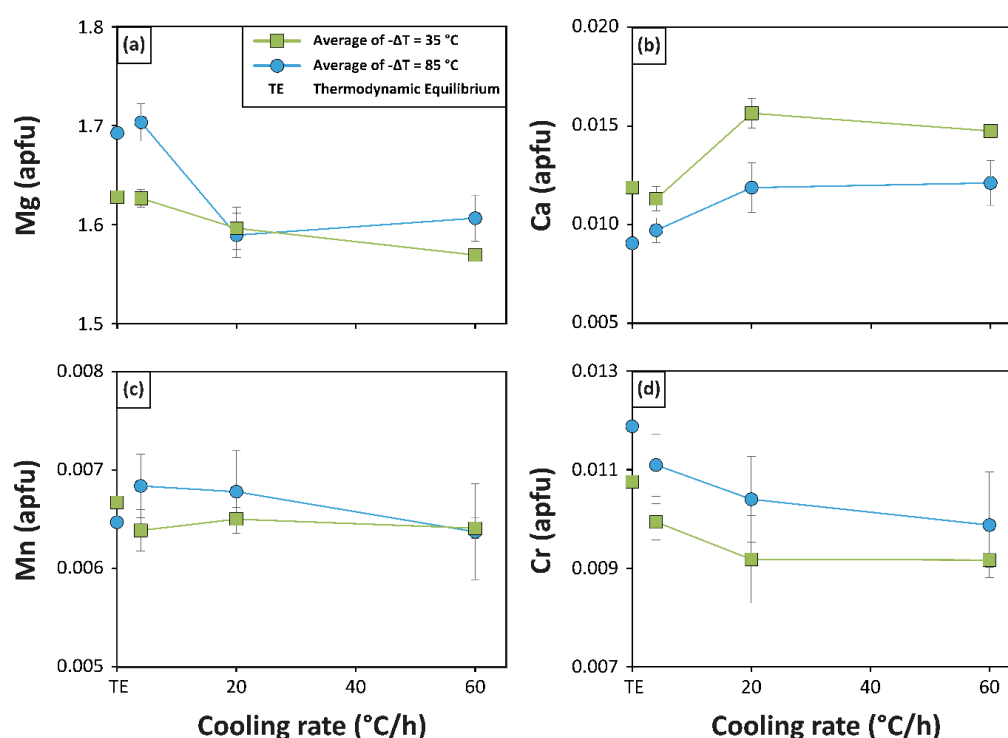 (a)
1.8
1.7
1.6
1.5
Mg (apfu)
Average of -ΔT = 35 °C
Average of -ΔT = 85 °C
TE Thermodynamic Equilibrium
(b)
0.020
0.015
0.010
0.005
Ca (apfu)
(c)
0.008
0.007
0.006
0.005
Mn (apfu)
TE 20 40 60
Cooling rate (°C/h)
(d)
0.013
0.011
0.009
0.007
Cr (apfu)
TE 20 40 60
Cooling rate (°C/h)